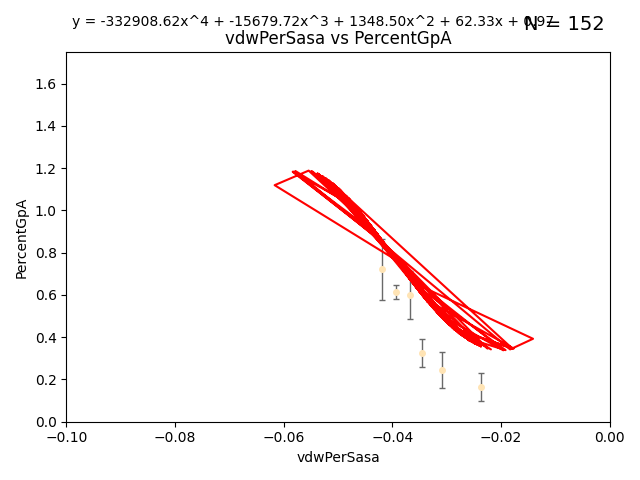 y = -332908.62x^4 + -15679.72x^3 + 1348.50x^2 + 62.33x + 0.97
N = 152
vdwPerSasa vs PercentGpA
1.6
1.4
1.2
1.0
0.8
0.6
0.4
0.2
0.0
PercentGpA
−0.10 −0.08 −0.06 −0.04 −0.02 0.00
vdwPerSasa